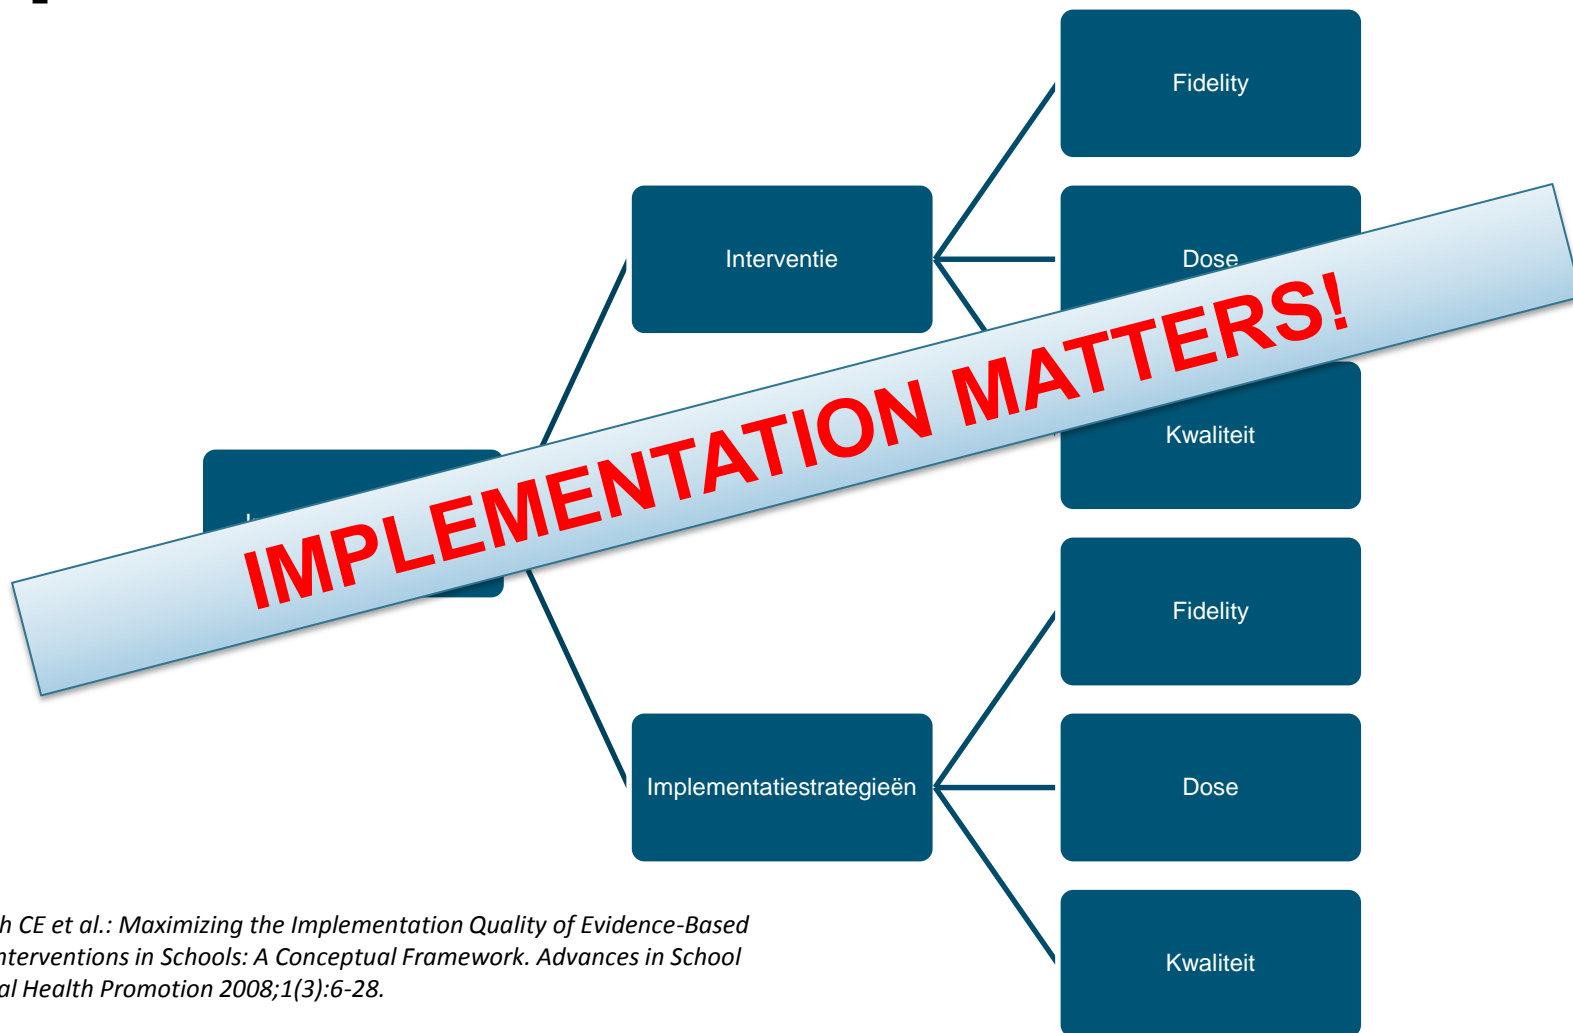 Fidelity
Interventie
Dose
IMPLEMENTATION MATTERS!
Kwaliteit
Fidelity
Implementatiestrategieën
Dose
Kwaliteit
h CE et al.: Maximizing the Implementation Quality of Evidence-Based
nterventions in Schools: A Conceptual Framework. Advances in School
al Health Promotion 2008;1(3):6-28.